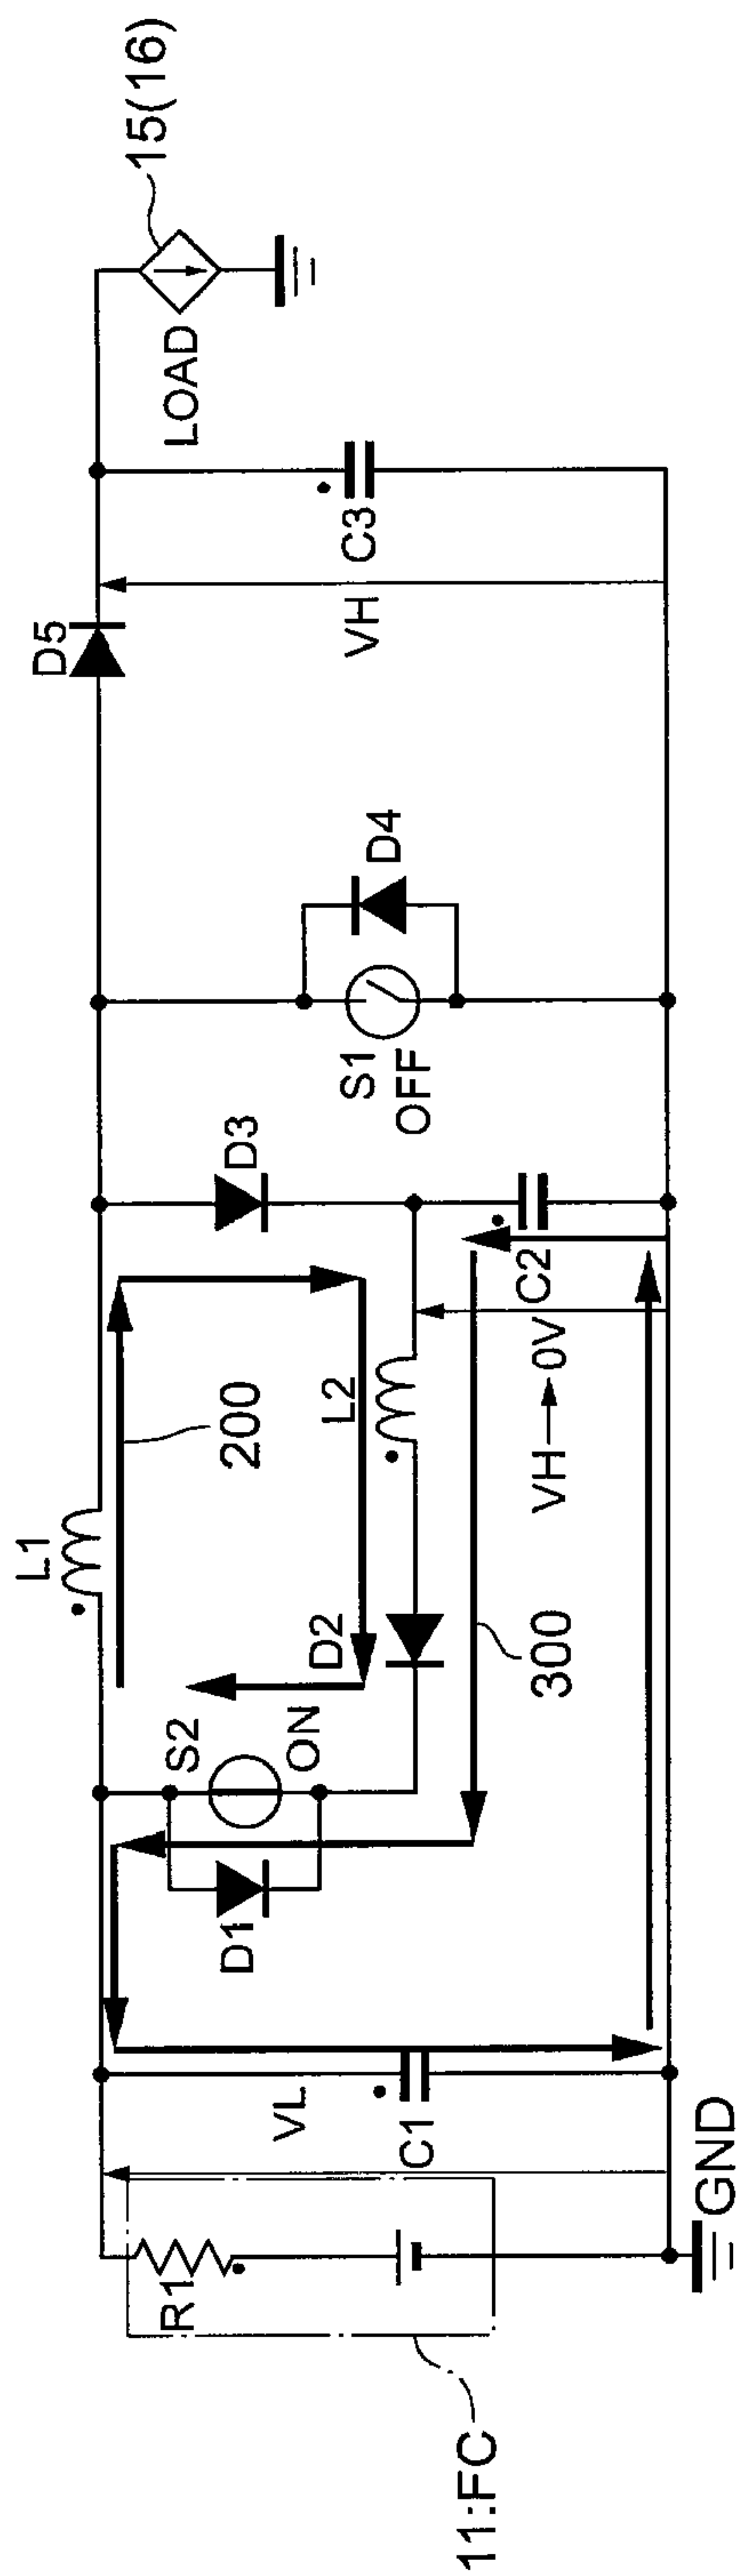 11:FC
R1
GND
VL
C1
D1
S2
ON
D2
L1
L2
200
300
VH→0V
C2
D3
S1
OFF
D4
D5
VH
C3
LOAD
15(16)